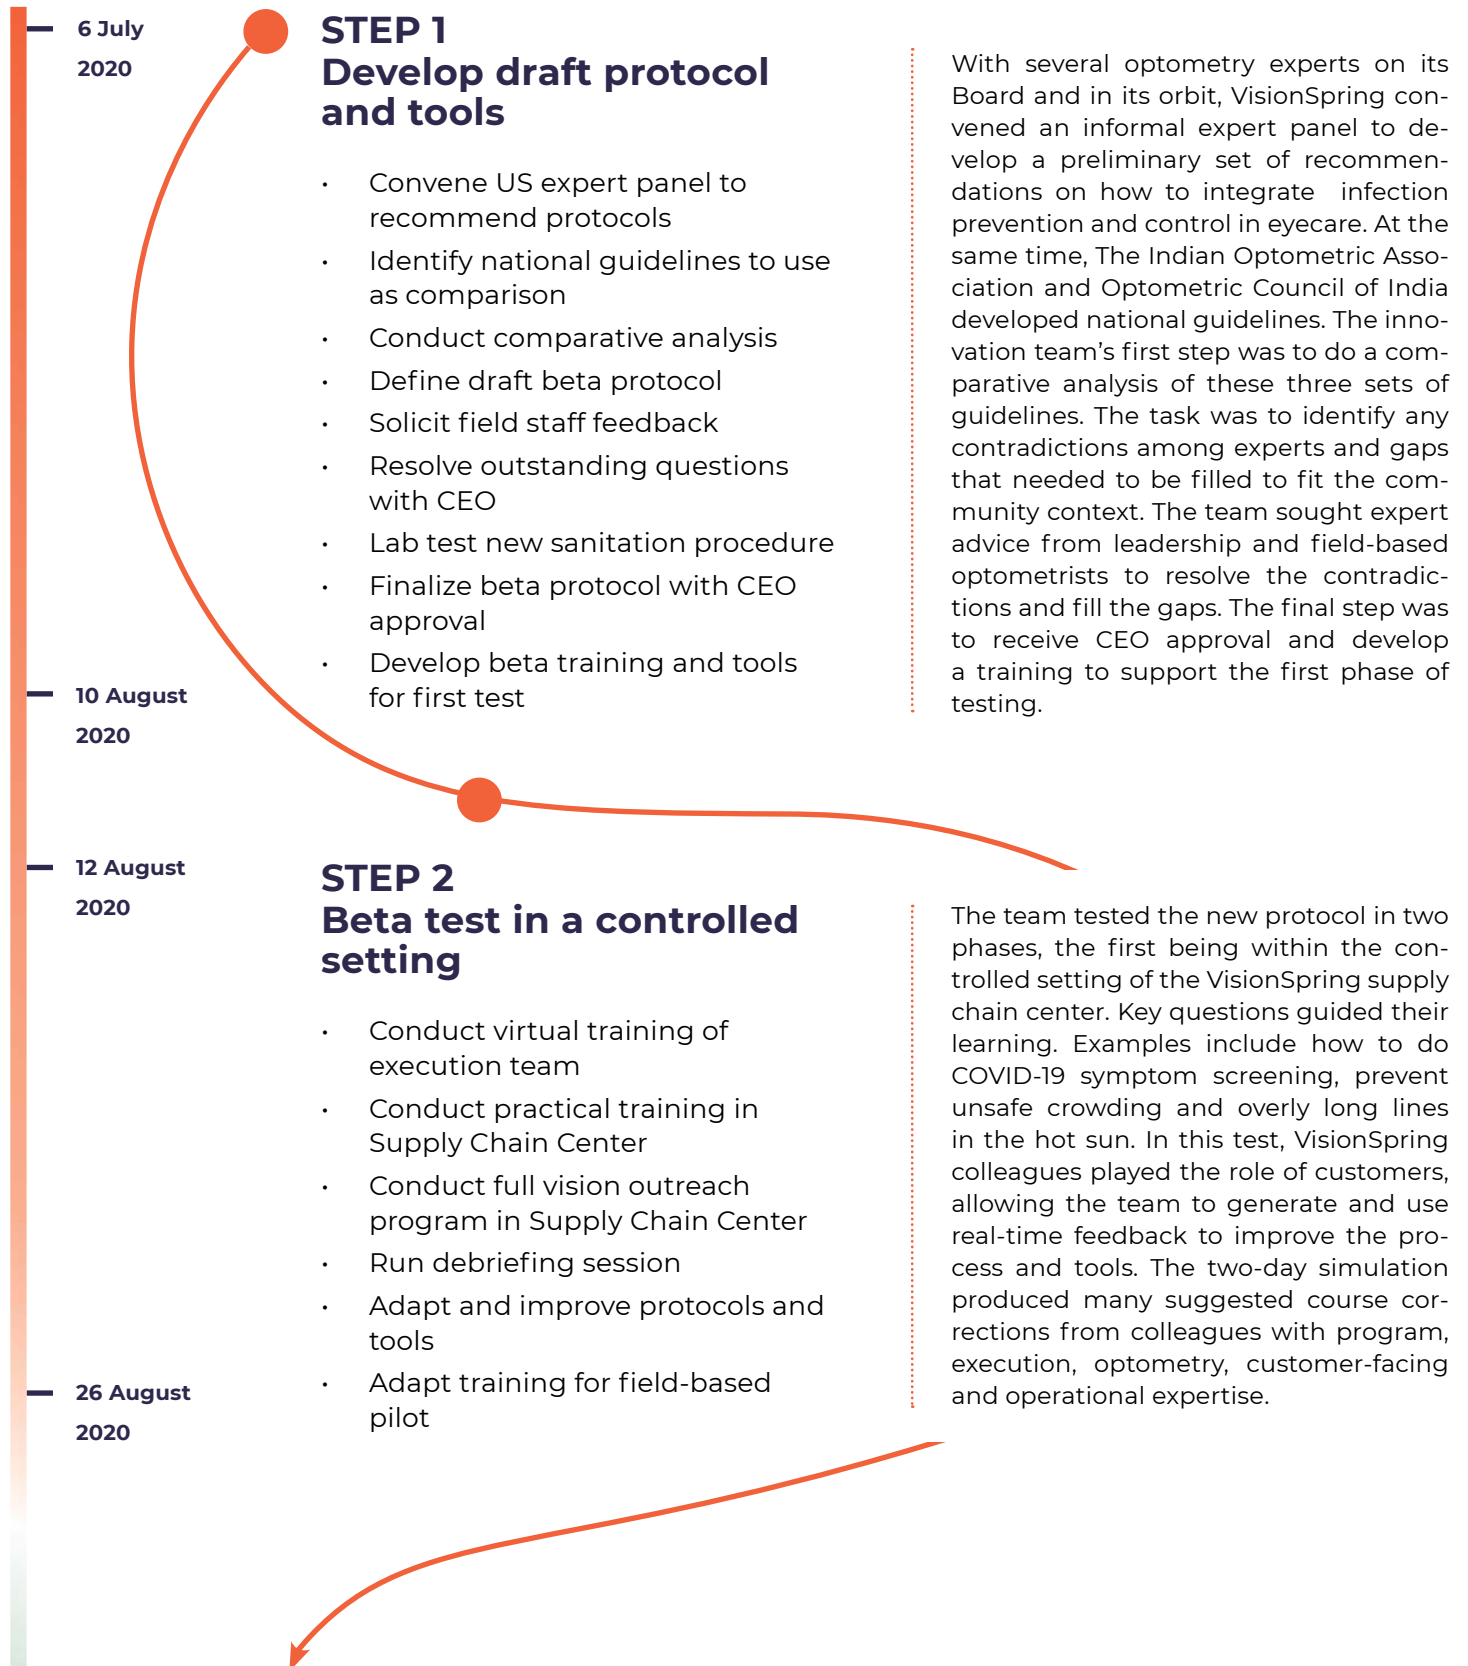 6 July
2020
STEP 1
Develop draft protocol
and tools
• Convene US expert panel to
recommend protocols
• Identify national guidelines to use
as comparison
• Conduct comparative analysis
• Define draft beta protocol
• Solicit field staff feedback
• Resolve outstanding questions
with CEO
• Lab test new sanitation procedure
• Finalize beta protocol with CEO
approval
• Develop beta training and tools
for first test
With several optometry experts on its
Board and in its orbit, VisionSpring con-
vened an informal expert panel to de-
velop a preliminary set of recommen-
dations on how to integrate infection
prevention and control in eyecare. At the
same time, The Indian Optometric Asso-
ciation and Optometric Council of India
developed national guidelines. The inno-
vation team’s first step was to do a com-
parative analysis of these three sets of
guidelines. The task was to identify any
contradictions among experts and gaps
that needed to be filled to fit the com-
munity context. The team sought expert
advice from leadership and field-based
optometrists to resolve the contradic-
tions and fill the gaps. The final step was
to receive CEO approval and develop
a training to support the first phase of
testing.
10 August
2020
12 August
2020
STEP 2
Beta test in a controlled
setting
• Conduct virtual training of
execution team
• Conduct practical training in
Supply Chain Center
• Conduct full vision outreach
program in Supply Chain Center
• Run debriefing session
• Adapt and improve protocols and
tools
• Adapt training for field-based
pilot
The team tested the new protocol in two
phases, the first being within the con-
trolled setting of the VisionSpring supply
chain center. Key questions guided their
learning. Examples include how to do
COVID-19 symptom screening, prevent
unsafe crowding and overly long lines
in the hot sun. In this test, VisionSpring
colleagues played the role of customers,
allowing the team to generate and use
real-time feedback to improve the pro-
cess and tools. The two-day simulation
produced many suggested course cor-
rections from colleagues with program,
execution, optometry, customer-facing
and operational expertise.
26 August
2020